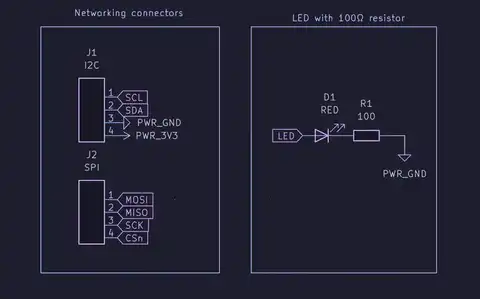 Networking connectors
J1
I2C
1 SCL
2 SDA
3 PWR_GND
4 PWR_3V3
J2
SPI
1 MOSI
2 MISO
3 SCK
4 CSn
LED with 100Ω resistor
D1
RED
R1
100
LED
PWR_GND